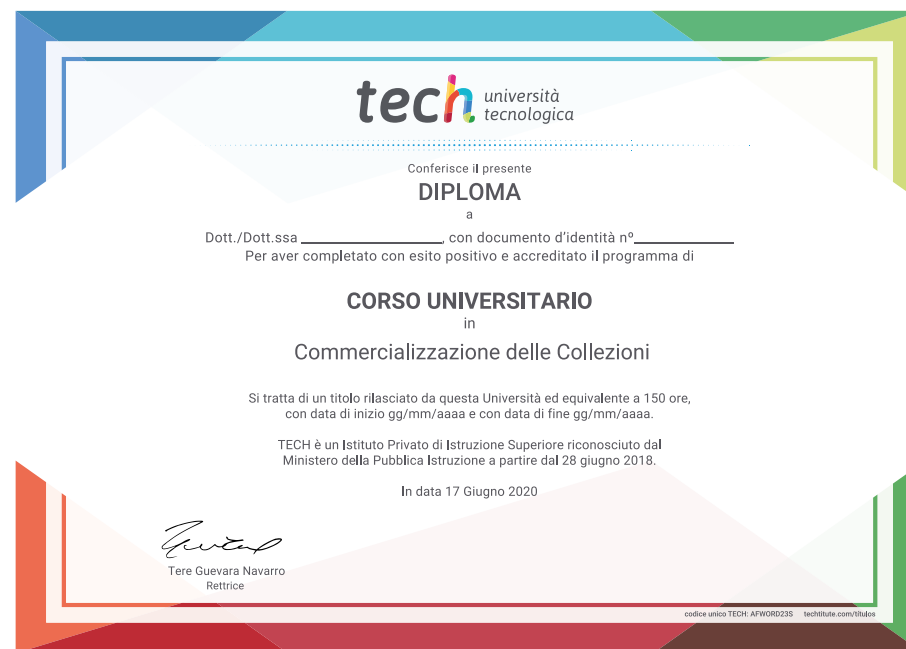 tech università
tecnologica
Conferisce il presente
DIPLOMA
a
Dott./Dott.ssa ____________________, con documento d'identità nº______________
Per aver completato con esito positivo e accreditato il programma di
CORSO UNIVERSITARIO
in
Commercializzazione delle Collezioni
Si tratta di un titolo rilasciato da questa Università ed equivalente a 150 ore,
con data di inizio gg/mm/aaaa e con data di fine gg/mm/aaaa.
TECH è un Istituto Privato di Istruzione Superiore riconosciuto dal
Ministero della Pubblica Istruzione a partire dal 28 giugno 2018.
In data 17 Giugno 2020
Tere Guevara Navarro
Rettrice
codice unico TECH: AFWORD23S techtitute.com/titulos